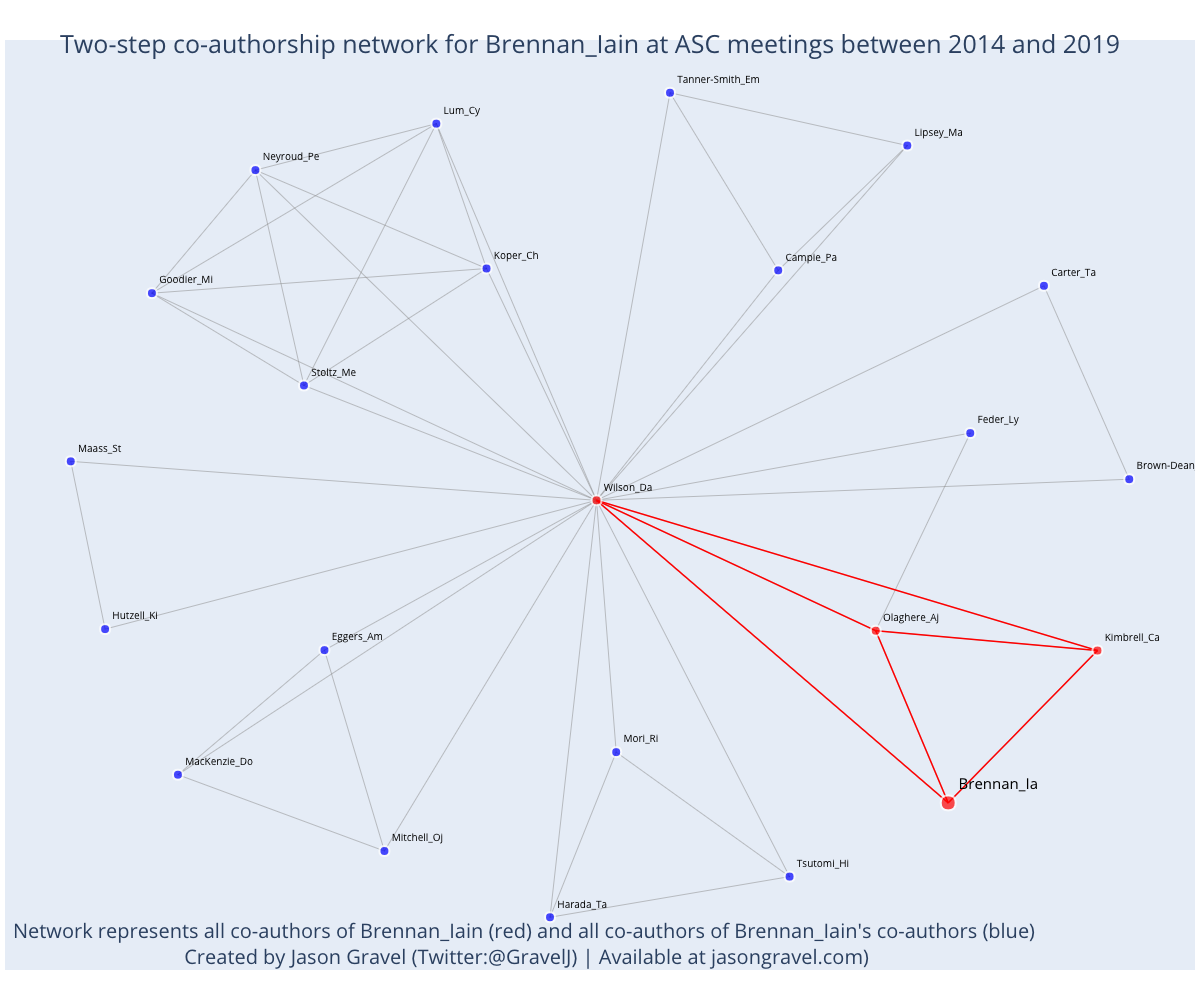 Two-step co-authorship network for Brennan_Iain at ASC meetings between 2014 and 2019
Tanner-Smith_Em
Lum_Cy
Lipsey_Ma
Neyroud_Pe
Koper_Ch
Campie_Pa
Carter_Ta
Goodier_Mi
Stoltz_Me
Feder_Ly
Maass_St
Brown-Dean
Wilson_Da
Hutzell_Ki
Olaghere_Aj
Eggers_Am
Kimbrell_Ca
Mori_Ri
MacKenzie_Do
Brennan_Ia
Mitchell_Oj
Tsutomi_Hi
Harada_Ta
Network represents all co-authors of Brennan_Iain (red) and all co-authors of Brennan_Iain's co-authors (blue)
Created by Jason Gravel (Twitter:@GravelJ) | Available at jasongravel.com)